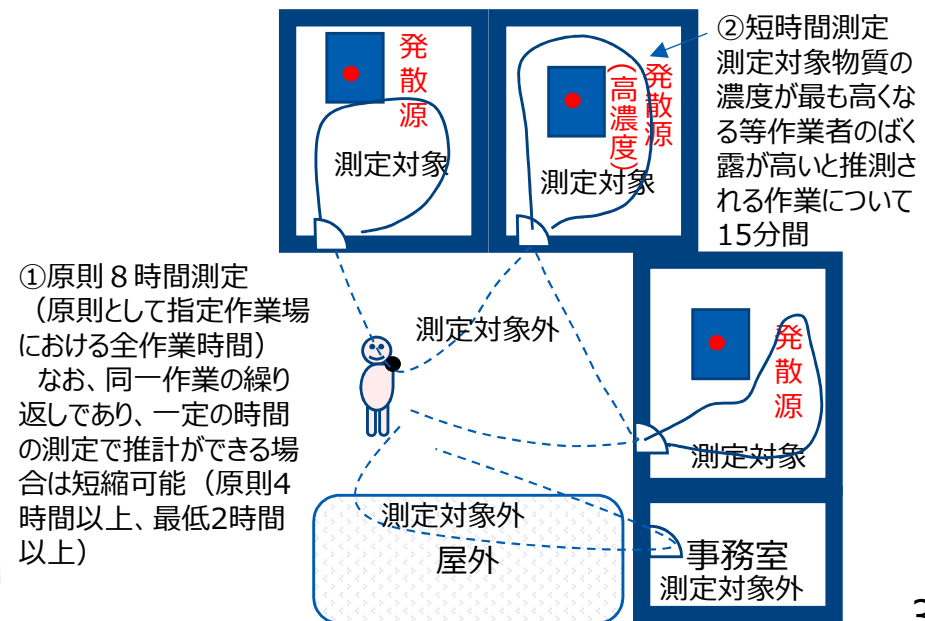 発散源
測定対象
発散源
(高濃度)
測定対象
②短時間測定
測定対象物質の
濃度が最も高くな
る等作業者のばく
露が高いと推測さ
れる作業について
15分間
①原則８時間測定
（原則として指定作業場
における全作業時間）
なお、同一作業の繰り
返しであり、一定の時間
の測定で推計ができる場
合は短縮可能（原則4
時間以上、最低2時間
以上）
測定対象外
発散源
測定対象
測定対象外
屋外
事務室
測定対象外